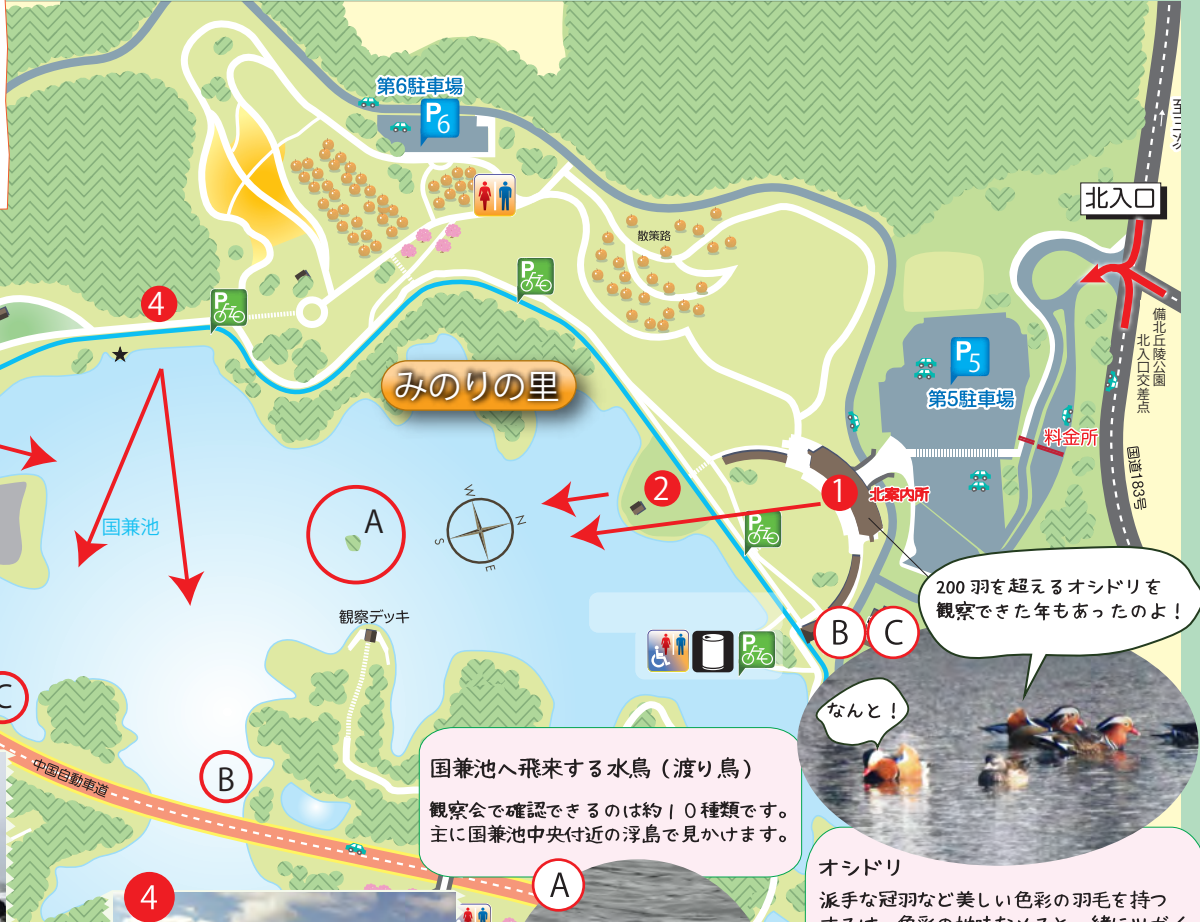 第6駐車場
P6
至三次
北入口
散策路
P
P
4
備北丘陵公園
北入口交差点
P5
第5駐車場
みのりの里
料金所
国道183号
2
1
北案内所
W
N
S
E
A
国兼池
P
200羽を超えるオシドリを
観察できた年もあったのよ！
観察デッキ
B
C
P
なんと！
C
B
中国自動車道
国兼池へ飛来する水鳥（渡り鳥）
観察会で確認できるのは約１０種類です。
主に国兼池中央付近の浮島で見かけます。
A
4
オシドリ
派手な冠羽など美しい色彩の羽毛を持つ